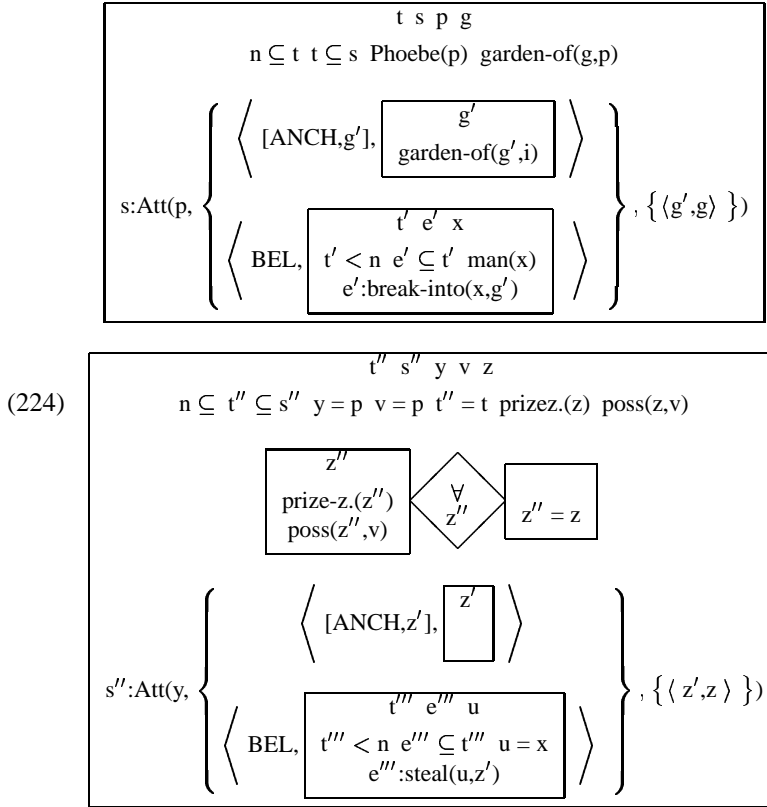 t s p g
n ⊆ t t ⊆ s Phoebe(p) garden-of(g,p)
g′
[ANCH,g′],
garden-of(g′,i)
s:Att(p,
, { ⟨g′,g⟩ })
t′ e′ x
⟨ BEL, t′ < n e′ ⊆ t′ man(x) ⟩
e′:break-into(x,g′)
t′′ s′′ y v z
(224) n ⊆ t′′ ⊆ s′′ y = p v = p t′′ = t prizez.(z) poss(z,v)
z′′
prize-z.(z′′) ∀ z′′ z′′ = z
poss(z′′,v)
z′
⟨ [ANCH,z′], ⟩
s′′:Att(y, , { ⟨ z′,z ⟩ })
t′′′ e′′′ u
⟨ BEL, t′′′ < n e′′′ ⊆ t′′′ u = x ⟩
e′′′:steal(u,z′)